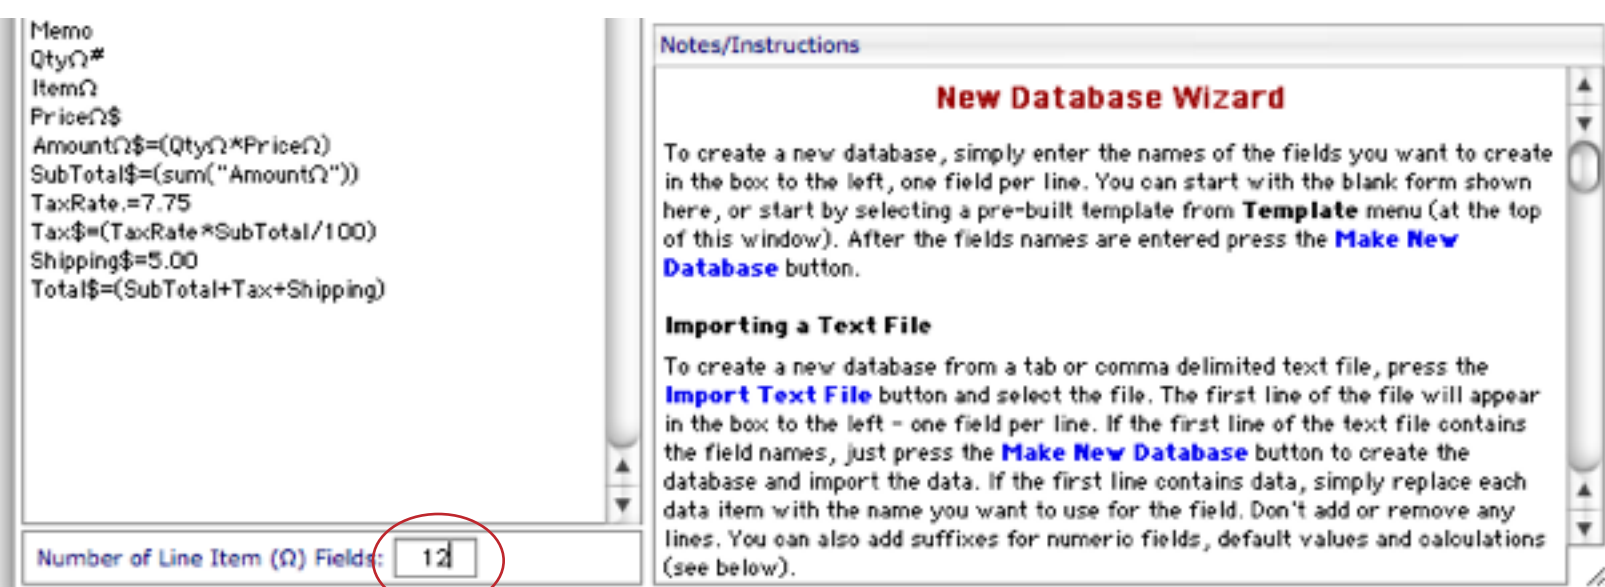 Memo
QtyΩ#
ItemΩ
PriceΩ$
AmountΩ$=(QtyΩ*PriceΩ)
SubTotal$=(sum("AmountΩ"))
TaxRate.=7.75
Tax$=(TaxRate*SubTotal/100)
Shipping$=5.00
Total$=(SubTotal+Tax+Shipping)
Number of Line Item (Ω) Fields: 12
Notes/Instructions
New Database Wizard
To create a new database, simply enter the names of the fields you want to create
in the box to the left, one field per line. You can start with the blank form shown
here, or start by selecting a pre-built template from Template menu (at the top
of this window). After the fields names are entered press the Make New
Database button.
Importing a Text File
To create a new database from a tab or comma delimited text file, press the
Import Text File button and select the file. The first line of the file will appear
in the box to the left - one field per line. If the first line of the text file contains
the field names, just press the Make New Database button to create the
database and import the data. If the first line contains data, simply replace each
data item with the name you want to use for the field. Don't add or remove any
lines. You can also add suffixes for numeric fields, default values and calculations
(see below).